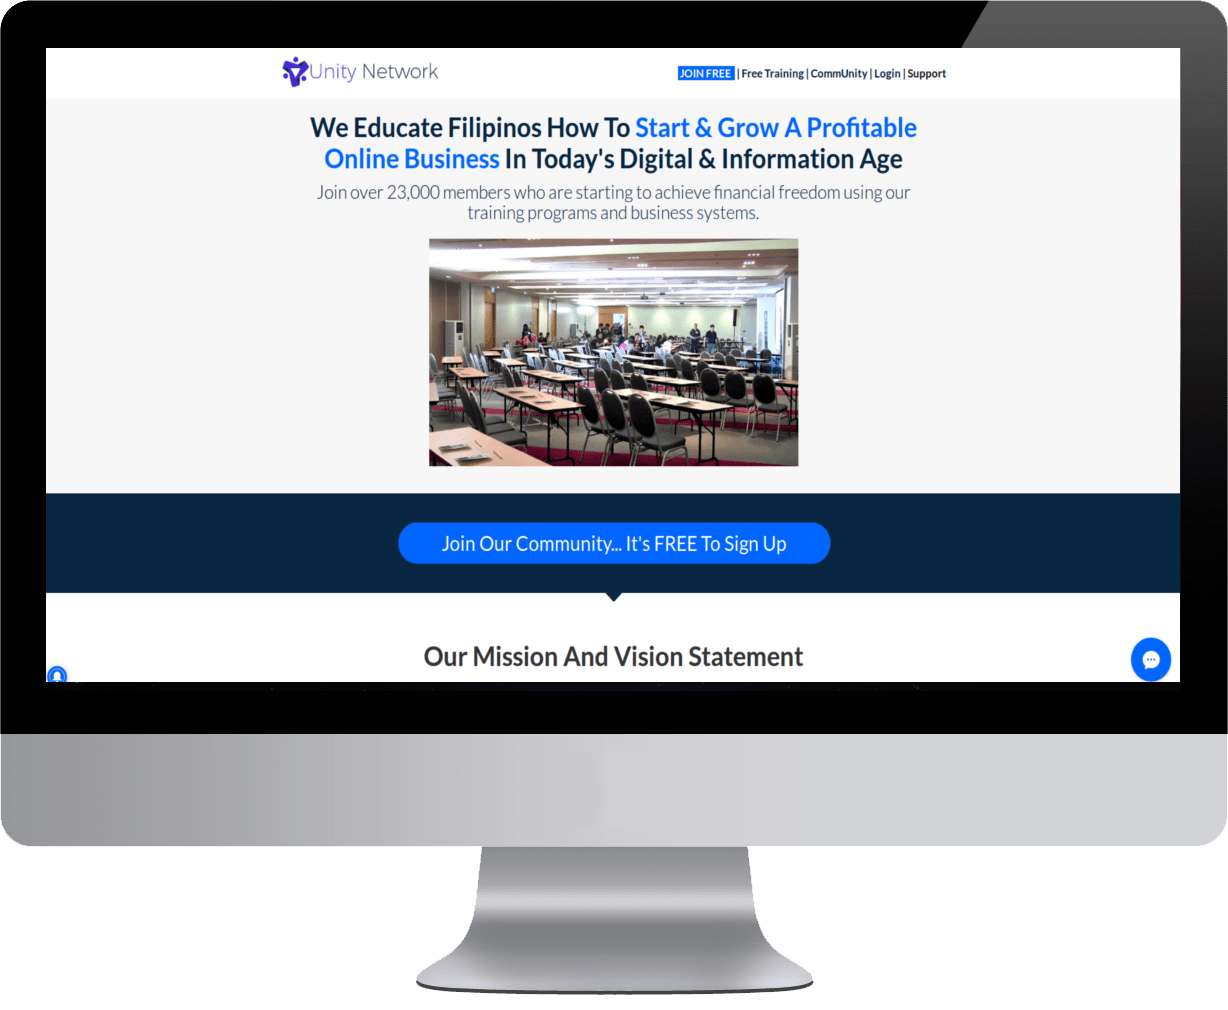 Unity Network
JOIN FREE | Free Training | CommUnity | Login | Support
We Educate Filipinos How To Start & Grow A Profitable
Online Business In Today's Digital & Information Age
Join over 23,000 members who are starting to achieve financial freedom using our
training programs and business systems.
Join Our Community... It's FREE To Sign Up
Our Mission And Vision Statement